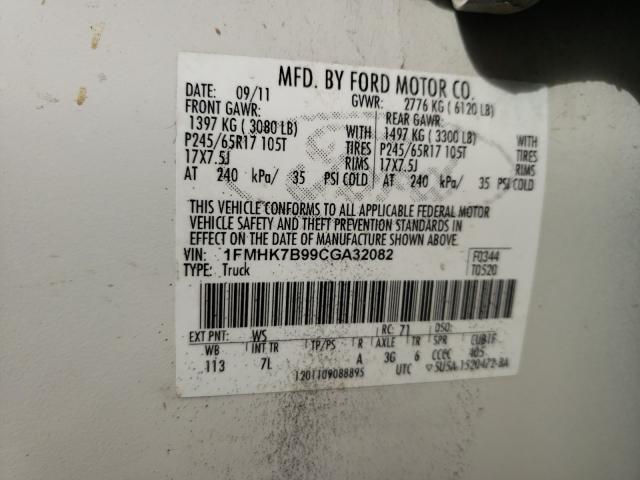 MFD. BY FORD MOTOR CO.
DATE: 09/11 GVWR: 2776 KG ( 6120 LB)
FRONT GAWR: REAR GAWR:
1397 KG ( 3080 LB) WITH 1497 KG ( 3300 LB) WITH
P245/65R17 105T TIRES P245/65R17 105T TIRES
17X7.5J RIMS 17X7.5J RIMS
AT 240 kPa/ 35 PSI COLD AT 240 kPa/ 35 PSI COLD
THIS VEHICLE CONFORMS TO ALL APPLICABLE FEDERAL MOTOR
VEHICLE SAFETY AND THEFT PREVENTION STANDARDS IN
EFFECT ON THE DATE OF MANUFACTURE SHOWN ABOVE.
VIN: 1FMHK7B99CGA32082 F0344
TYPE: Truck T0520
EXT PNT: WS RC: 71 DSO:
WB INT TR TP/PS R AXLE TR SPR
113 7L A 3G 6 405
1201109088895 UTC